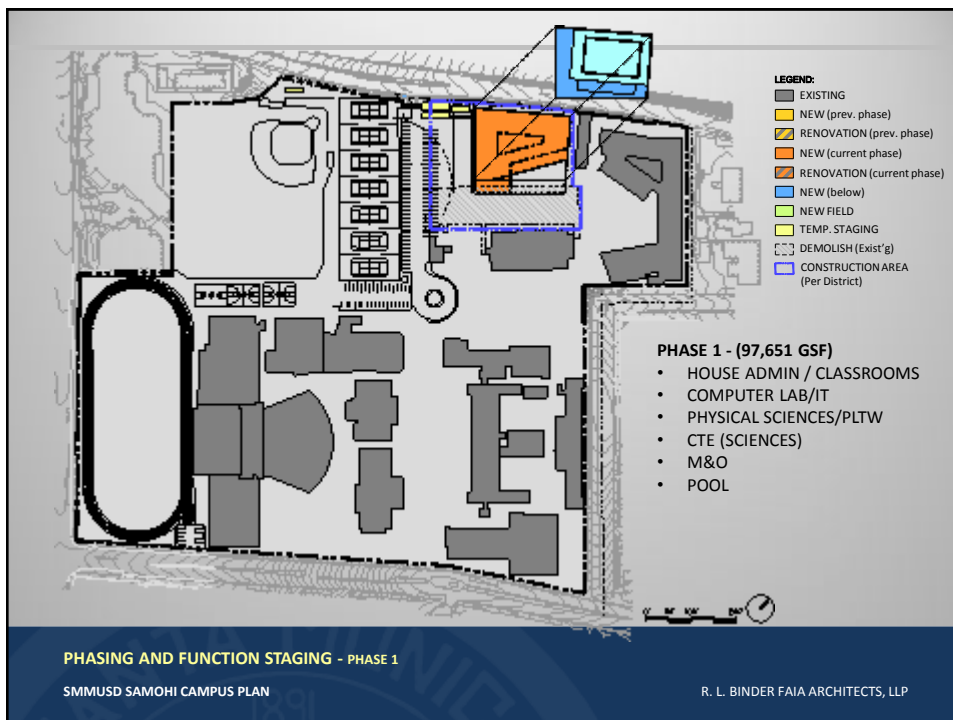 LEGEND:
EXISTING
NEW (prev. phase)
RENOVATION (prev. phase)
NEW (current phase)
RENOVATION (current phase)
NEW (below)
NEW FIELD
TEMP. STAGING
DEMOLISH (Exist'g)
CONSTRUCTION AREA
(Per District)
PHASE 1 - (97,651 GSF)
• HOUSE ADMIN / CLASSROOMS
• COMPUTER LAB/IT
• PHYSICAL SCIENCES/PLTW
• CTE (SCIENCES)
• M&O
• POOL
PHASING AND FUNCTION STAGING - PHASE 1
SMMUSD SAMOHI CAMPUS PLAN
R. L. BINDER FAIA ARCHITECTS, LLP